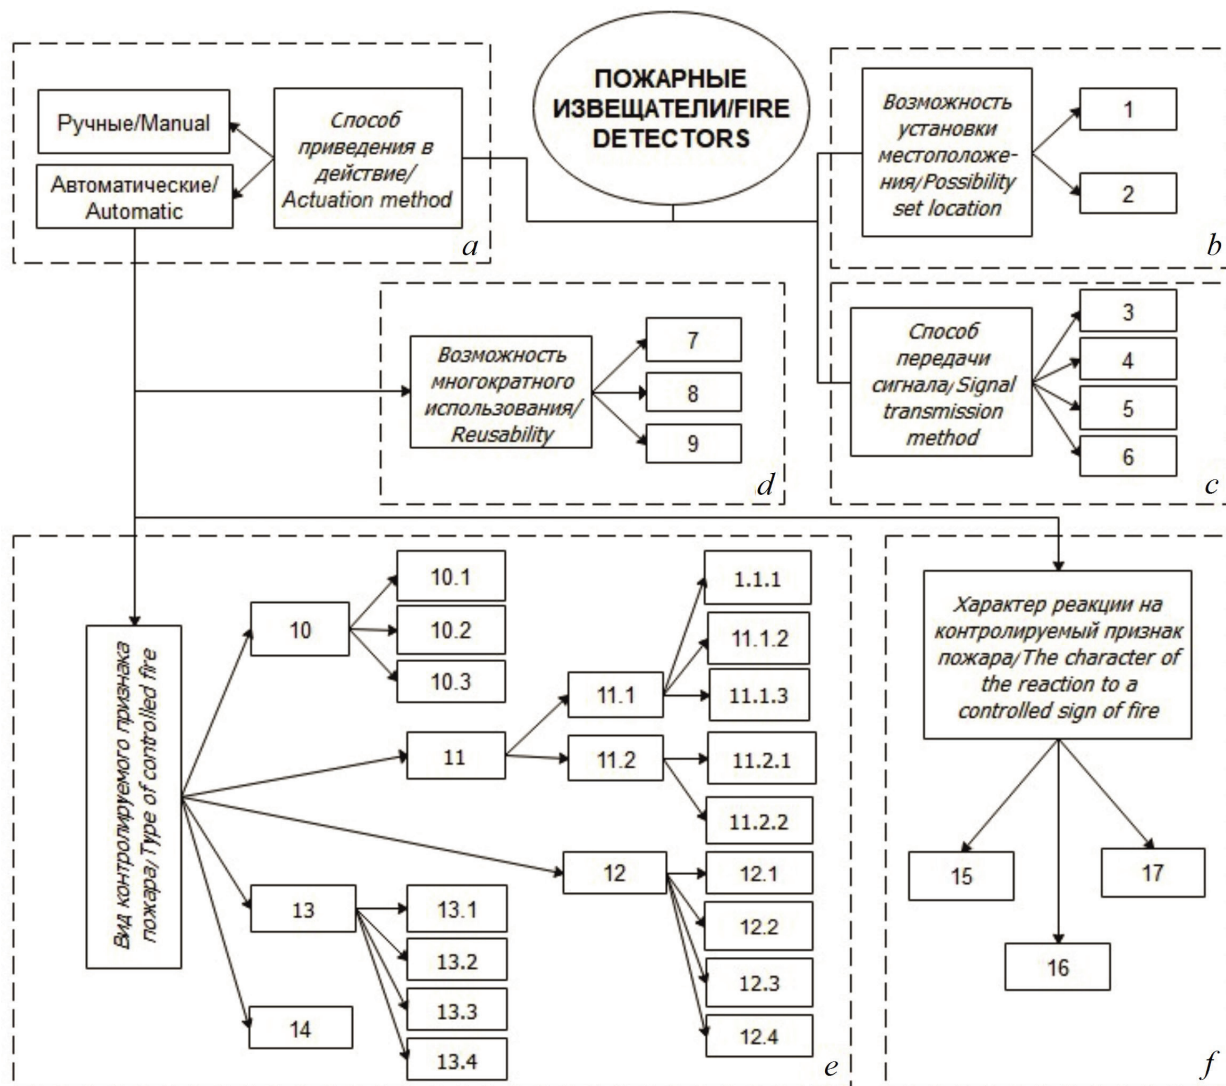 ПОЖАРНЫЕ
ИЗВЕЩАТЕЛИ/FIRE
DETECTORS
Ручные/Manual
Автоматические/
Automatic
Способ
приведения в
действие/
Actuation method
a
Возможность
установки
местоположе-
ния/Possibility
set location
1
2
b
Способ
передачи
сигнала/Signal
transmission
method
3
4
5
6
c
Возможность
многократного
использования/
Reusability
7
8
9
d
Вид контролируемого признака
пожара/Type of controlled fire
10
10.1
10.2
10.3
11
11.1
1.1.1
11.1.2
11.1.3
11.2
11.2.1
11.2.2
12
12.1
12.2
12.3
12.4
13
13.1
13.2
13.3
13.4
14
e
Характер реакции на
контролируемый признак
пожара/The character of
the reaction to a
controlled sign of fire
15
16
17
f